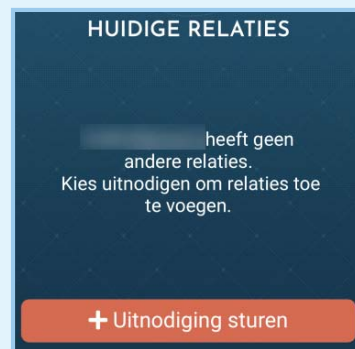 HUIDIGE RELATIES
heeft geen
andere relaties.
Kies uitnodigen om relaties toe
te voegen.
+ Uitnodiging sturen